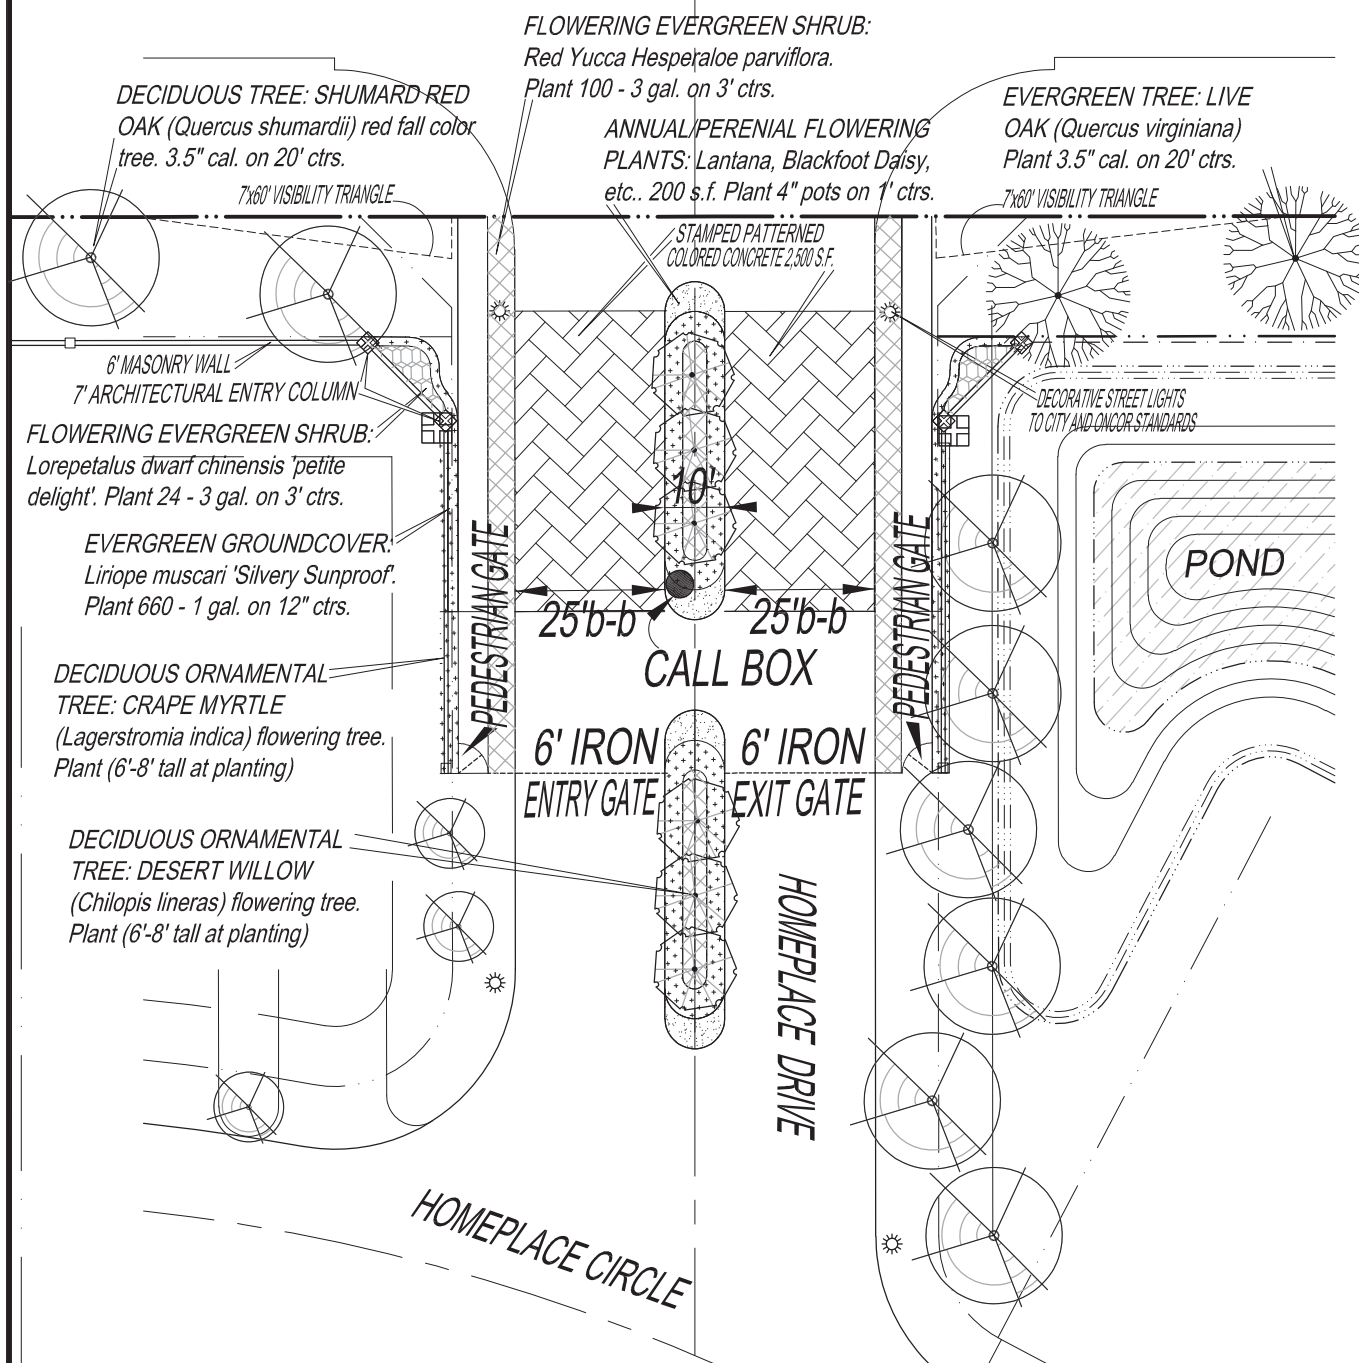 FLOWERING EVERGREEN SHRUB:
Red Yucca Hesperaloe parviflora.
Plant 100 - 3 gal. on 3' ctrs.
DECIDUOUS TREE: SHUMARD RED
OAK (Quercus shumardii) red fall color
tree. 3.5" cal. on 20' ctrs.
ANNUAL/PERENIAL FLOWERING
PLANTS: Lantana, Blackfoot Daisy,
etc.. 200 s.f. Plant 4" pots on 1' ctrs.
EVERGREEN TREE: LIVE
OAK (Quercus virginiana)
Plant 3.5" cal. on 20' ctrs.
7'x60' VISIBILITY TRIANGLE
7'x60' VISIBILITY TRIANGLE
STAMPED PATTERNED
COLORED CONCRETE 2,500 S.F.
6' MASONRY WALL
7' ARCHITECTURAL ENTRY COLUMN
DECORATIVE STREET LIGHTS
TO CITY AND ONCOR STANDARDS
FLOWERING EVERGREEN SHRUB:
Lorepetalus dwarf chinensis 'petite
delight'. Plant 24 - 3 gal. on 3' ctrs.
10'
EVERGREEN GROUNDCOVER:
Liriope muscari 'Silvery Sunproof'.
Plant 660 - 1 gal. on 12" ctrs.
PEDESTRIAN GATE
PEDESTRIAN GATE
POND
25'b-b
25'b-b
CALL BOX
DECIDUOUS ORNAMENTAL
TREE: CRAPE MYRTLE
(Lagerstromia indica) flowering tree.
Plant (6'-8' tall at planting)
6' IRON
ENTRY GATE
6' IRON
EXIT GATE
DECIDUOUS ORNAMENTAL
TREE: DESERT WILLOW
(Chilopis lineras) flowering tree.
Plant (6'-8' tall at planting)
HOMEPLACE DRIVE
HOMEPLACE CIRCLE